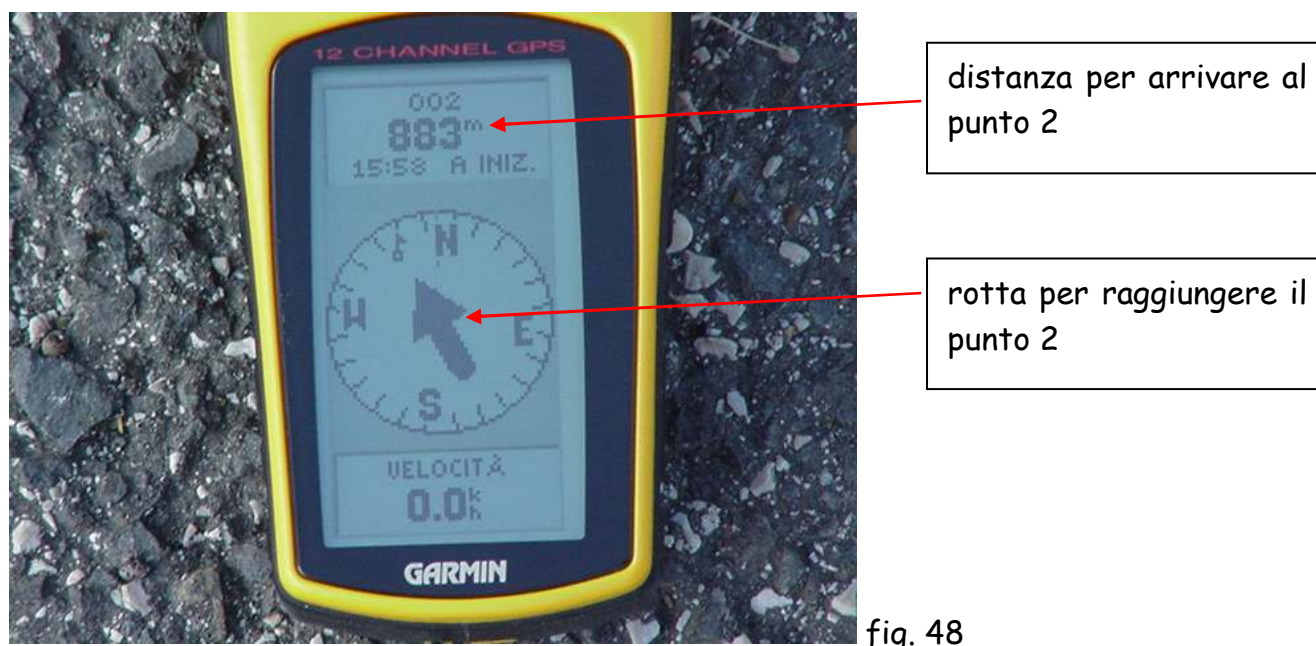 12 CHANNEL GPS
002
883m
15:58 A INIZ.
N
W
E
S
VELOCITÀ
0.0kh
GARMIN
distanza per arrivare al
punto 2
rotta per raggiungere il
punto 2
fig. 48